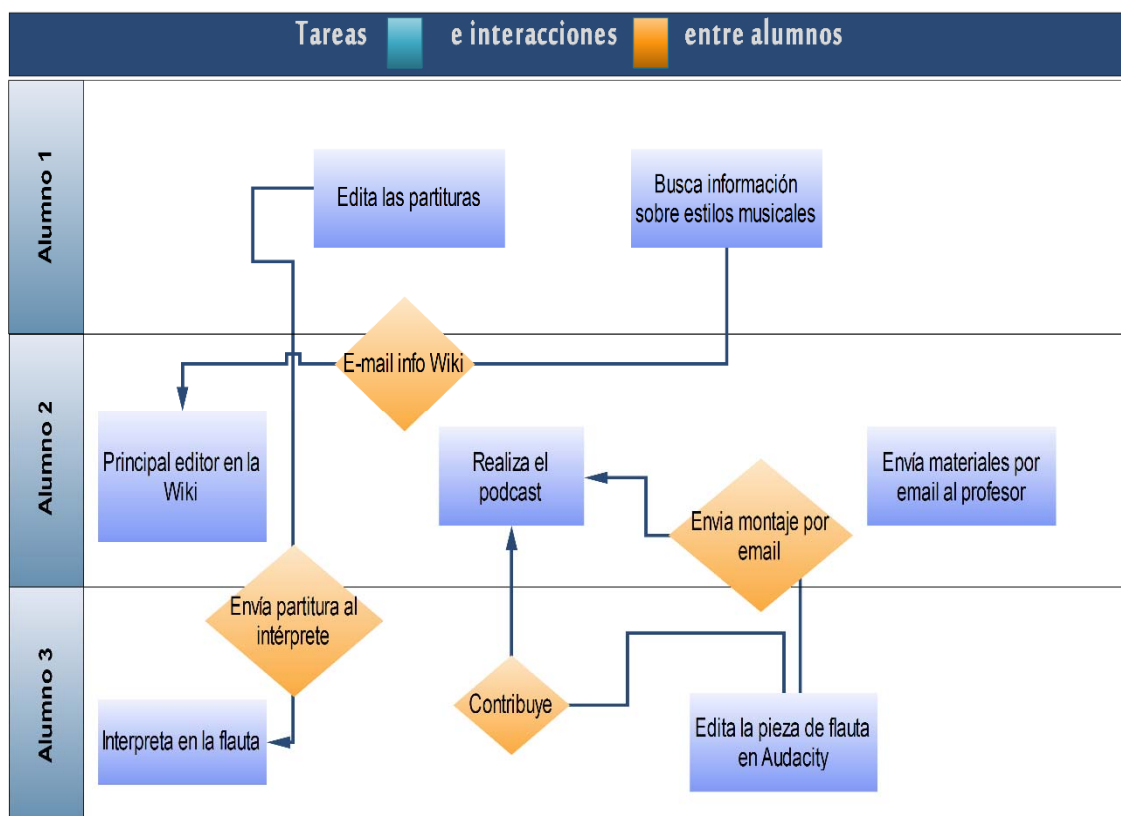 Tareas e interacciones entre alumnos
Alumno 1
Edita las partituras
Busca información
sobre estilos musicales
Alumno 2
E-mail info Wiki
Principal editor en la
Wiki
Realiza el
podcast
Envia montaje por
email
Envía materiales por
email al profesor
Alumno 3
Envía partitura al
intérprete
Interpreta en la flauta
Contribuye
Edita la pieza de flauta
en Audacity